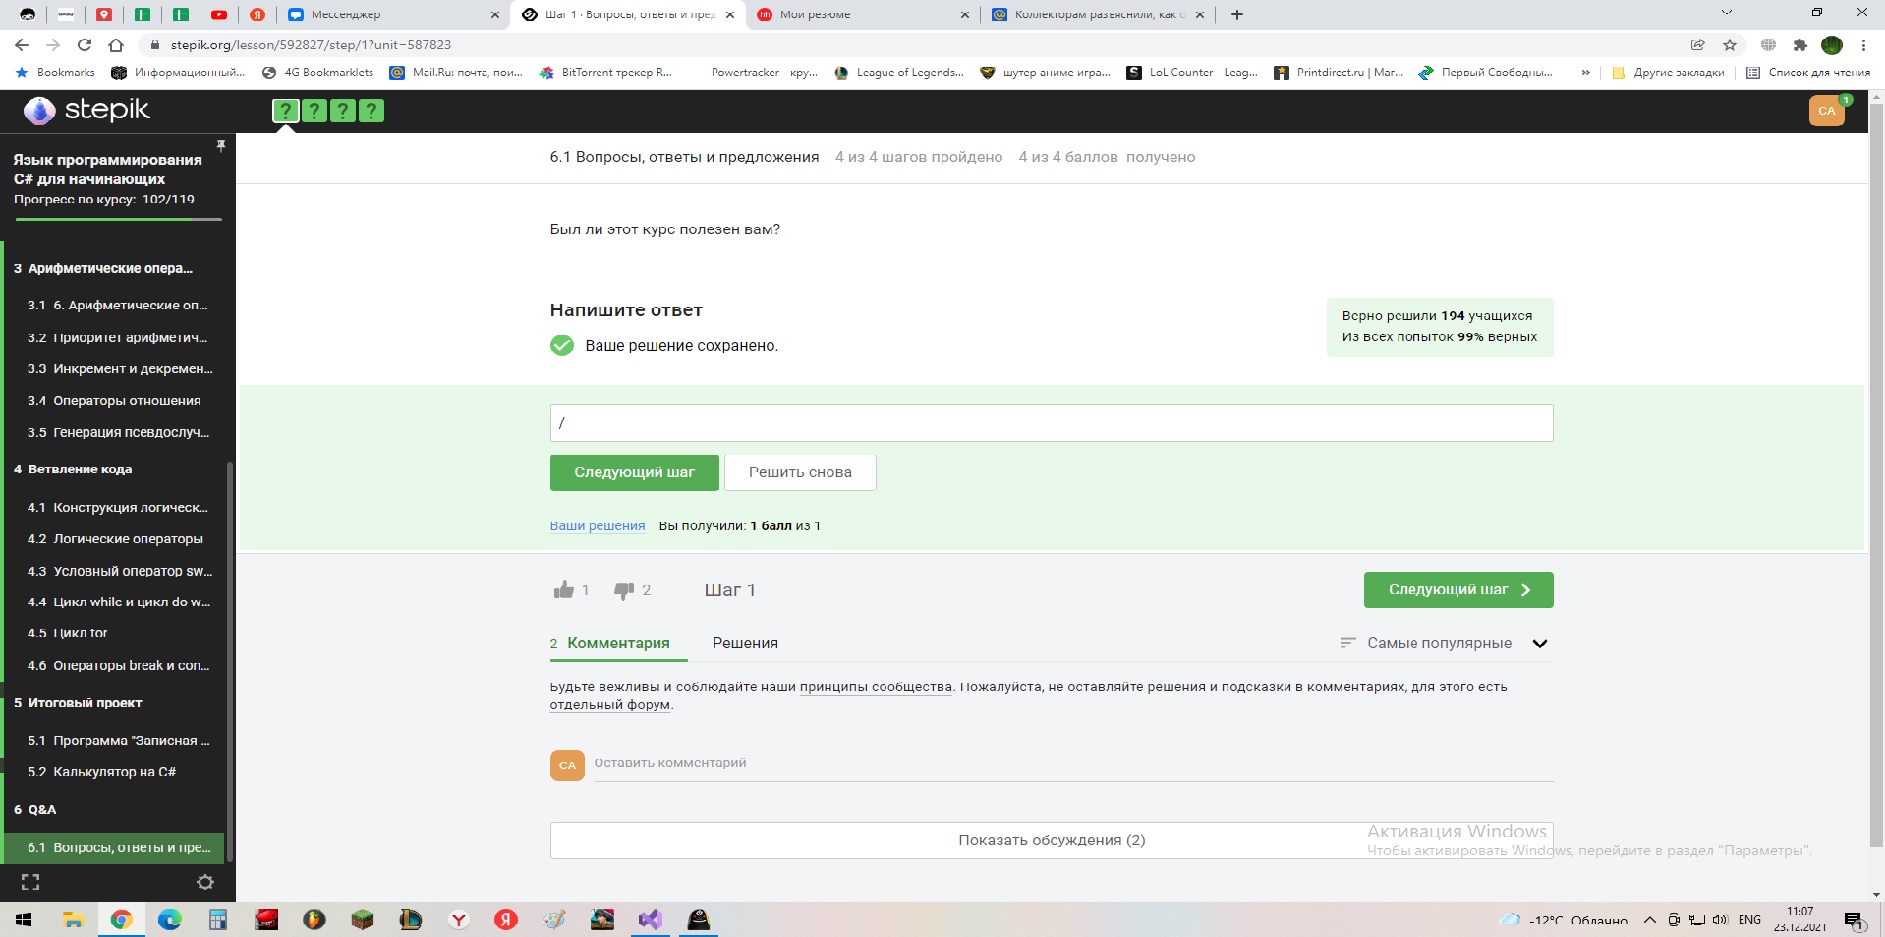 Мессенджер
Шаг 1 · Вопросы, ответы и пред
hh Мои резюме
Коллекторам разъяснили, как о
stepik.org/lesson/592827/step/1?unit=587823
Bookmarks Информационный... 4G Bookmarklets Mail.Ru: почта, пои... BitTorrent трекер R... Powertracker кру... League of Legends... шутер аниме игра... LoL Counter Leag... Printdirect.ru | Маг... Первый Свободны... » Другие закладки Список для чтения
stepik
? ? ? ?
CA 1
Язык программирования
C# для начинающих
Прогресс по курсу: 102/119
3 Арифметические опера...
3.1 6. Арифметические оп...
3.2 Приоритет арифметич...
3.3 Инкремент и декремен...
3.4 Операторы отношения
3.5 Генерация псевдослуч...
4 Ветвление кода
4.1 Конструкция логическ...
4.2 Логические операторы
4.3 Условный оператор sw...
4.4 Цикл while и цикл do w...
4.5 Цикл for
4.6 Операторы break и con...
5 Итоговый проект
5.1 Программа "Записная ...
5.2 Калькулятор на C#
6 Q&A
6.1 Вопросы, ответы и пре...
6.1 Вопросы, ответы и предложения 4 из 4 шагов пройдено 4 из 4 баллов получено
Был ли этот курс полезен вам?
Напишите ответ
Ваше решение сохранено.
Верно решили 194 учащихся
Из всех попыток 99% верных
/
Следующий шаг
Решить снова
Ваши решения Вы получили: 1 балл из 1
1 2 Шаг 1
Следующий шаг
2 Комментария Решения
Самые популярные
Будьте вежливы и соблюдайте наши принципы сообщества. Пожалуйста, не оставляйте решения и подсказки в комментариях, для этого есть
отдельный форум.
CA Оставить комментарий
Показать обсуждения (2)
Активация Windows
Чтобы активировать Windows, перейдите в раздел "Параметры".
-12°C Облачно
ENG
11:07
23.12.2021
1